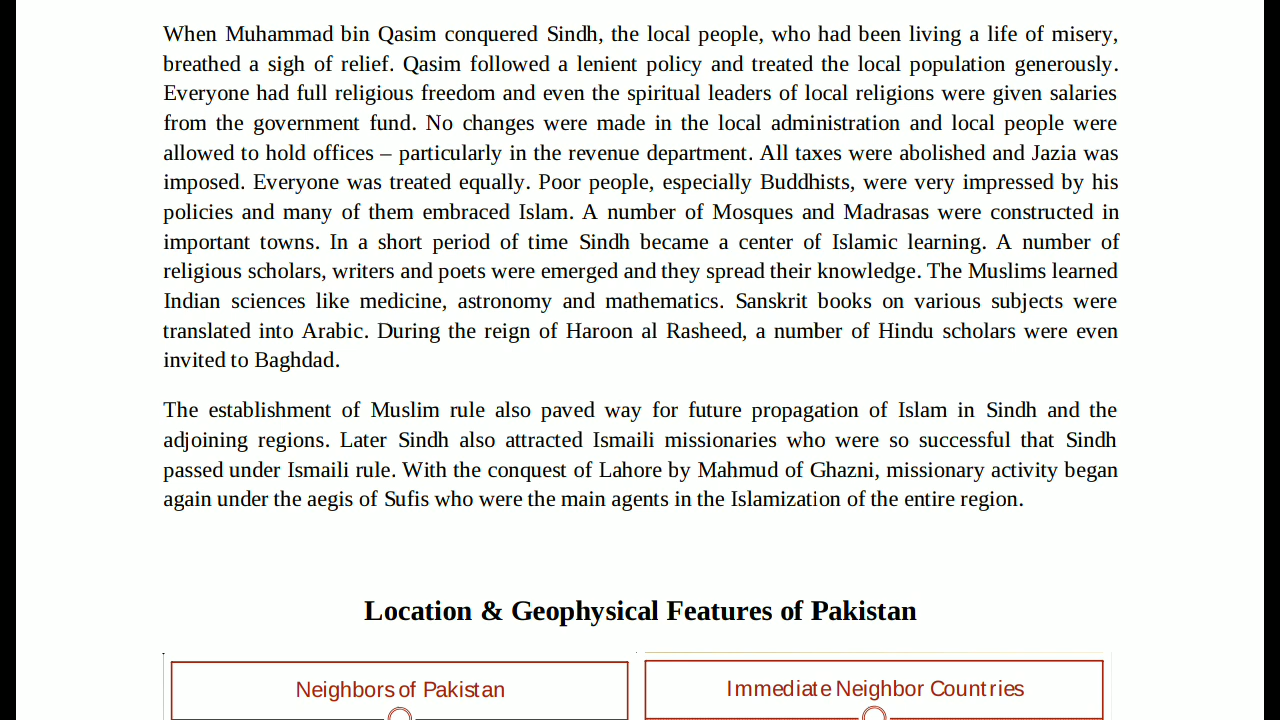 When Muhammad bin Qasim conquered Sindh, the local people, who had been living a life of misery,
breathed a sigh of relief. Qasim followed a lenient policy and treated the local population generously.
Everyone had full religious freedom and even the spiritual leaders of local religions were given salaries
from the government fund. No changes were made in the local administration and local people were
allowed to hold offices – particularly in the revenue department. All taxes were abolished and Jazia was
imposed. Everyone was treated equally. Poor people, especially Buddhists, were very impressed by his
policies and many of them embraced Islam. A number of Mosques and Madrasas were constructed in
important towns. In a short period of time Sindh became a center of Islamic learning. A number of
religious scholars, writers and poets were emerged and they spread their knowledge. The Muslims learned
Indian sciences like medicine, astronomy and mathematics. Sanskrit books on various subjects were
translated into Arabic. During the reign of Haroon al Rasheed, a number of Hindu scholars were even
invited to Baghdad.
The establishment of Muslim rule also paved way for future propagation of Islam in Sindh and the
adjoining regions. Later Sindh also attracted Ismaili missionaries who were so successful that Sindh
passed under Ismaili rule. With the conquest of Lahore by Mahmud of Ghazni, missionary activity began
again under the aegis of Sufis who were the main agents in the Islamization of the entire region.
Location & Geophysical Features of Pakistan
Neighbors of Pakistan
Immediate Neighbor Countries